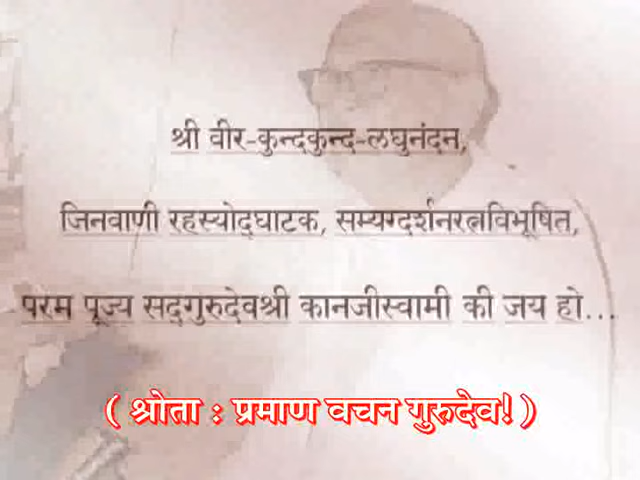 श्री वीर-कुन्दकुन्द-लघुनंदन,
जिनवाणी रहस्योद्घाटक, सम्यग्दर्शनरत्नविभूषित,
परम पूज्य सद्गुरुदेवश्री कानजीस्वामी की जय हो...
( श्रोता : प्रमाण वचन गुरुदेव! )